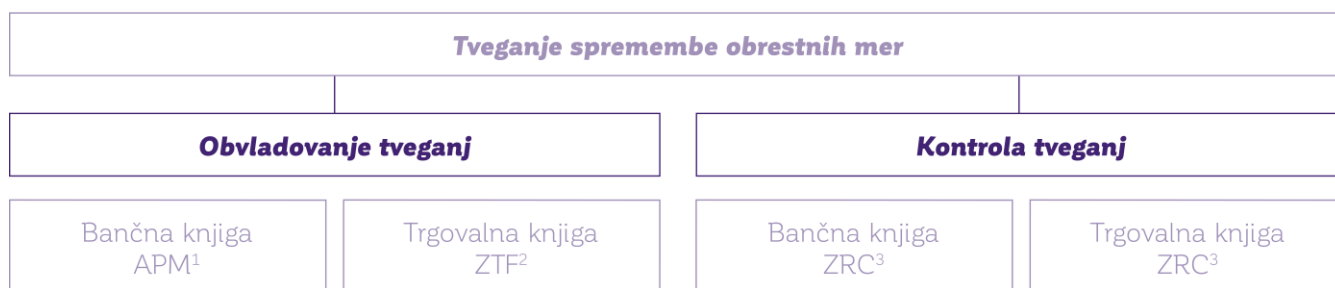 Tveganje spremembe obrestnih mer
Obvladovanje tveganj
Kontrola tveganj
Bančna knjiga
APM¹
Trgovalna knjiga
ZTF²
Bančna knjiga
ZRC³
Trgovalna knjiga
ZRC³